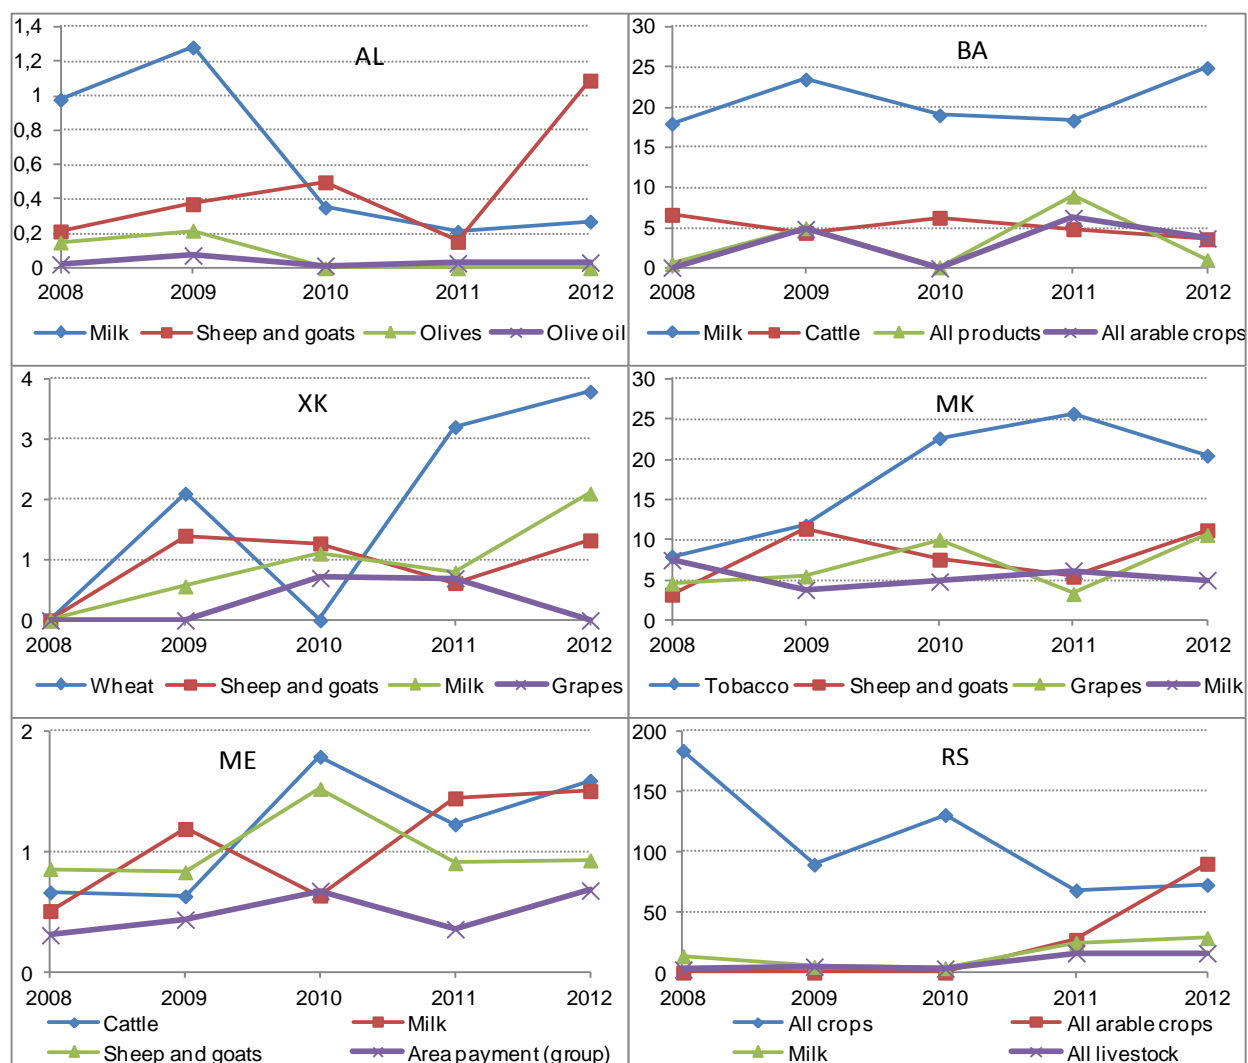 AL
1,4
1,2
1
0,8
0,6
0,4
0,2
0
2008 2009 2010 2011 2012
Milk Sheep and goats Olives Olive oil
BA
30
25
20
15
10
5
0
2008 2009 2010 2011 2012
Milk Cattle All products All arable crops
XK
4
3
2
1
0
2008 2009 2010 2011 2012
Wheat Sheep and goats Milk Grapes
MK
30
25
20
15
10
5
0
2008 2009 2010 2011 2012
Tobacco Sheep and goats Grapes Milk
ME
2
1
0
2008 2009 2010 2011 2012
Cattle Milk
Sheep and goats Area payment (group)
RS
200
150
100
50
0
2008 2009 2010 2011 2012
All crops All arable crops
Milk All livestock